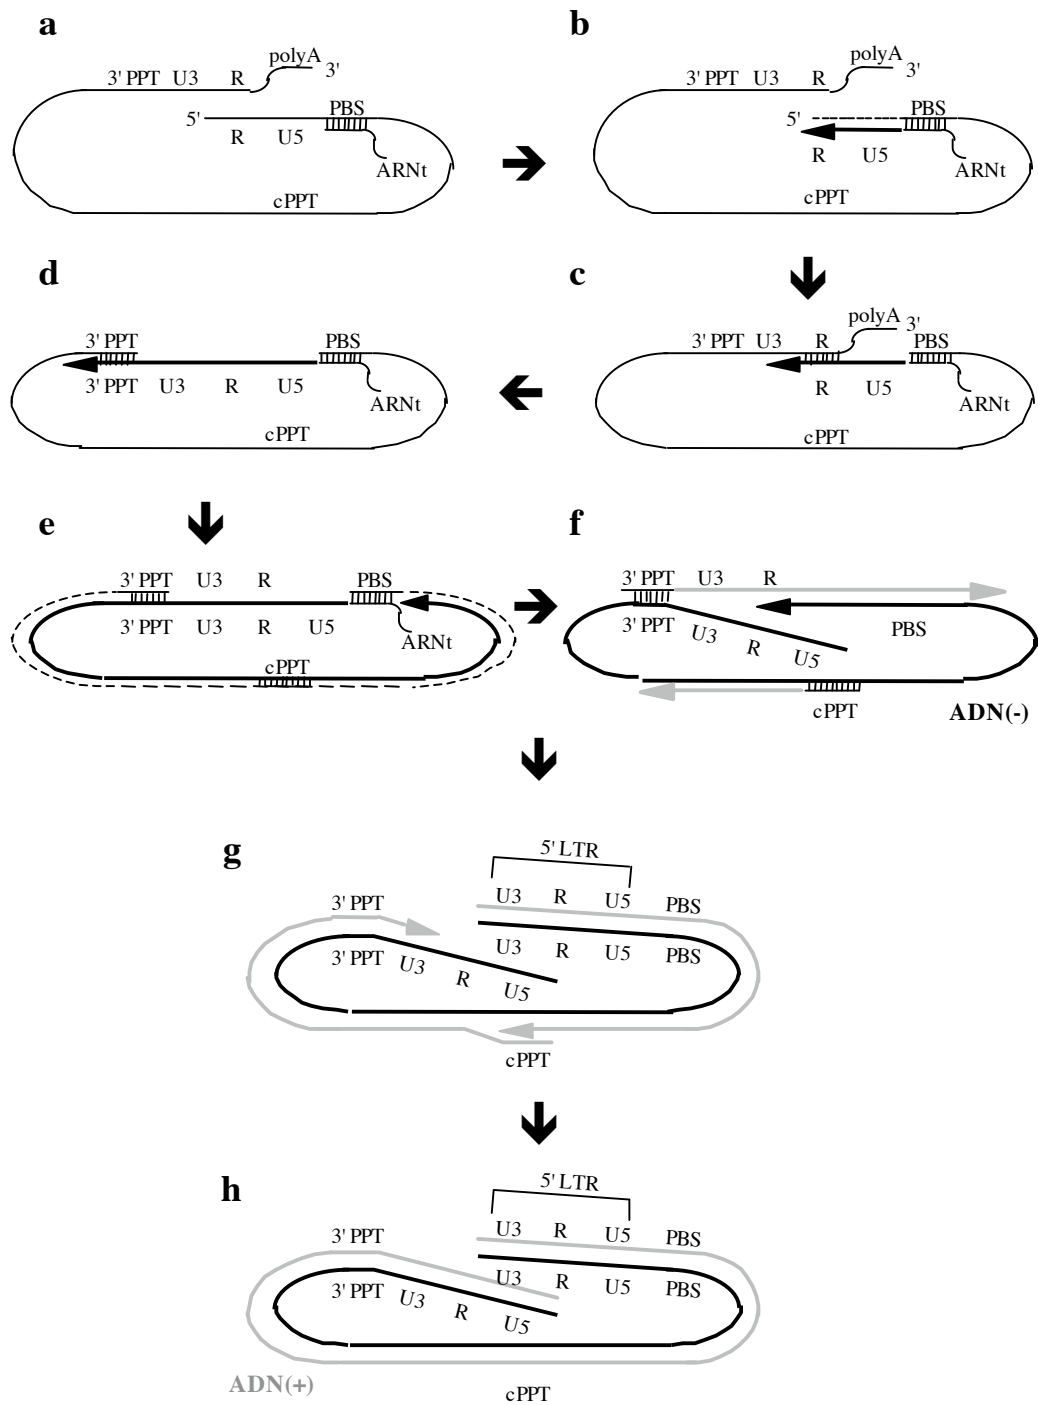 a
polyA
3' PPT U3 R 3'
5' PBS
R U5
ARNt
cPPT
b
polyA
3' PPT U3 R 3'
5' PBS
R U5
ARNt
cPPT
d
3' PPT PBS
3' PPT U3 R U5
ARNt
cPPT
c
polyA 3'
3' PPT U3 R PBS
R U5
ARNt
cPPT
e
3' PPT U3 R PBS
3' PPT U3 R U5
ARNt
cPPT
f
3' PPT U3 R
3' PPT U3 R U5 PBS
cPPT ADN(-)
g
5' LTR
3' PPT U3 R U5 PBS
U3 R U5 PBS
3' PPT U3 R U5
cPPT
h
5' LTR
3' PPT U3 R U5 PBS
U3 R U5 PBS
3' PPT U3 R U5
ADN(+)
cPPT